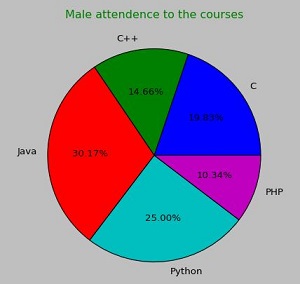 Male attendence to the courses
C++
14.66%
C
19.83%
Java
30.17%
10.34%
PHP
25.00%
Python